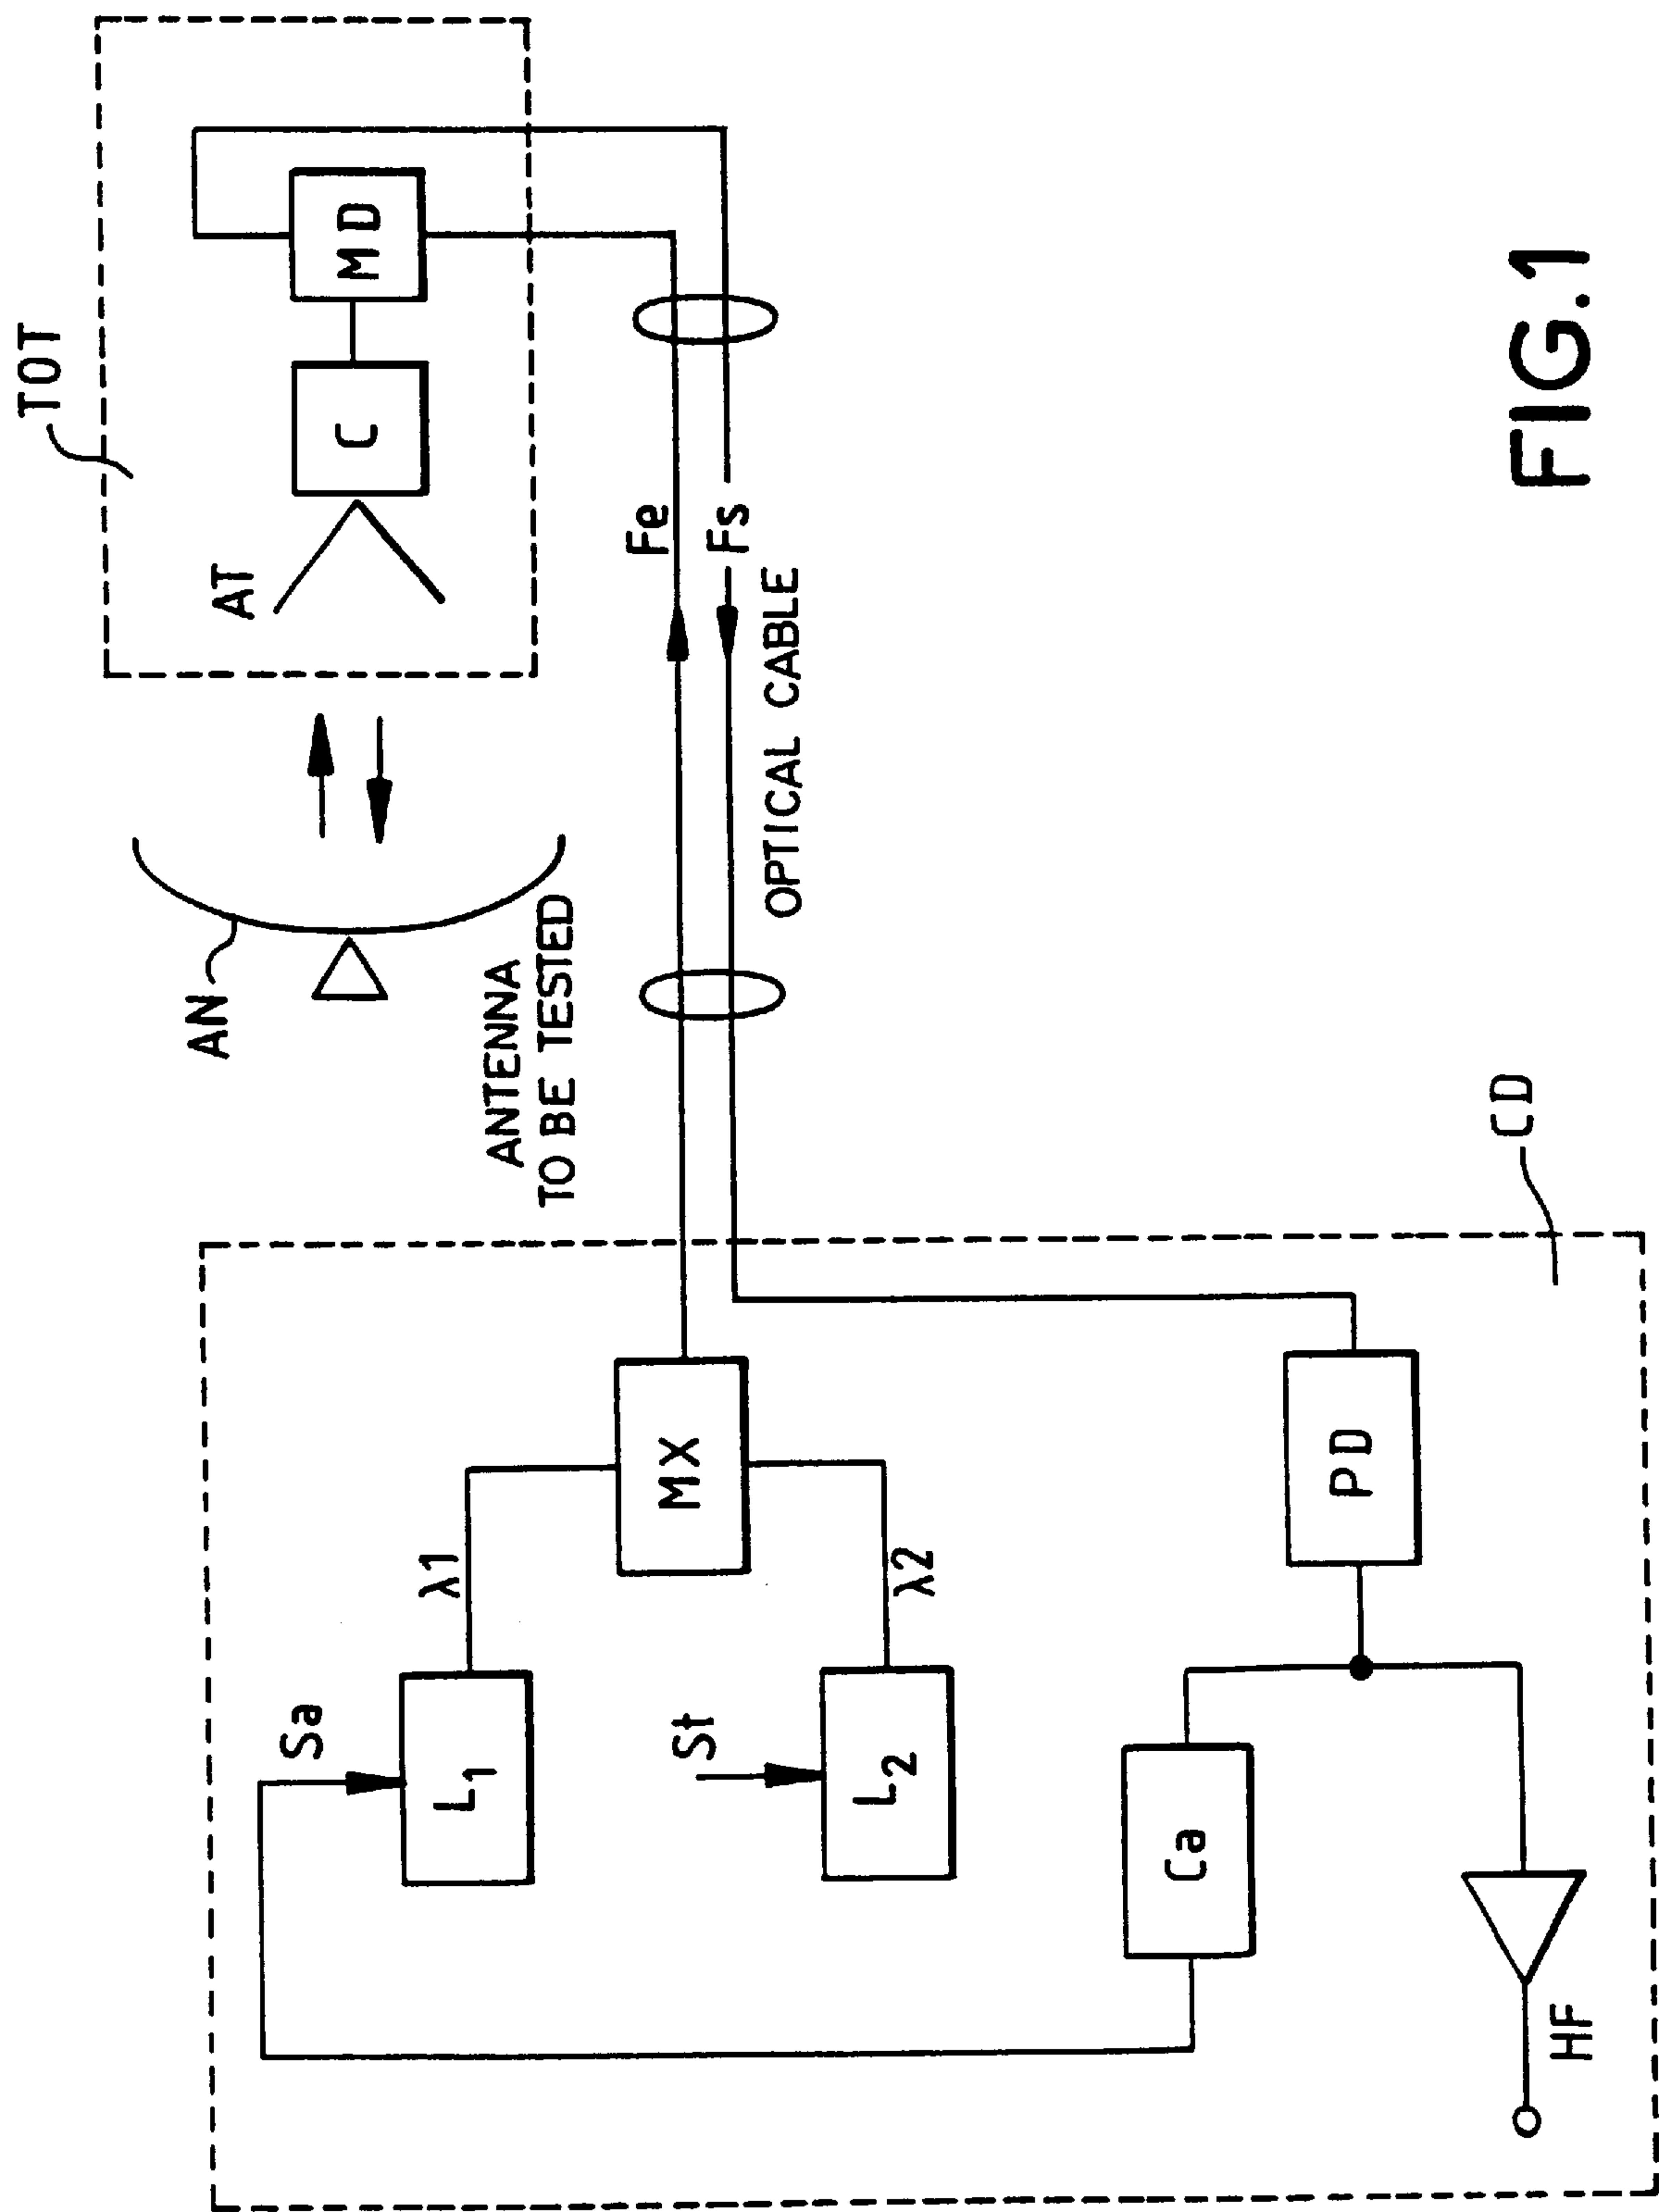 TOT
AT
C
MD
AN
ANTENNA
TO BE TESTED
Fe
Fs
OPTICAL CABLE
Sa
L1
λ1
MX
St
L2
λ2
Ca
PD
HF
CD
FIG.1